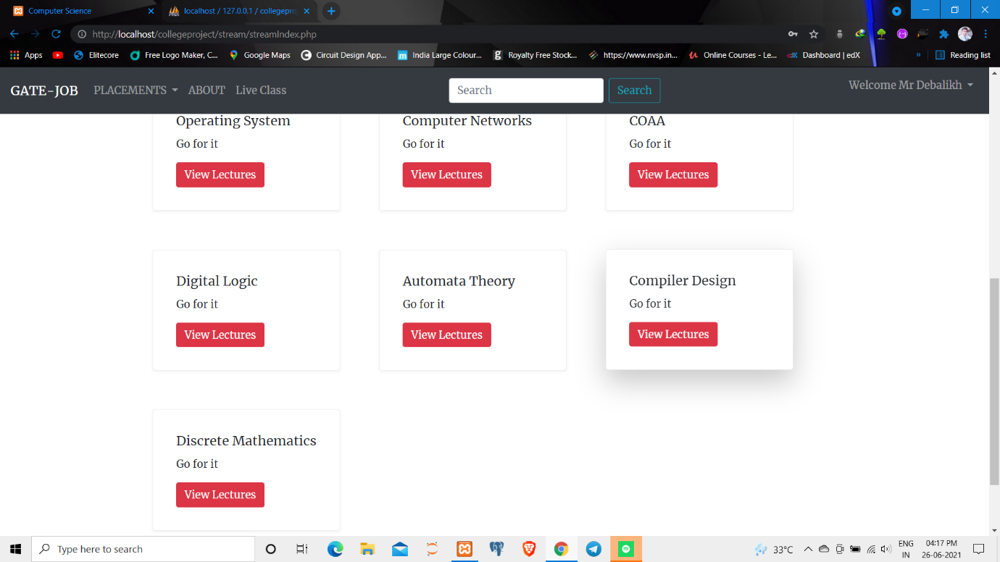 Computer Science
localhost / 127.0.0.1 / collegepro
http://localhost/collegeproject/stream/streamIndex.php
Apps
Elitecore
Free Logo Maker, C...
Google Maps
Circuit Design App...
India Large Colour...
Royalty Free Stock...
https://www.nvsp.in...
Online Courses - Le...
Dashboard | edX
»
Reading list
GATE-JOB
PLACEMENTS
ABOUT
Live Class
Search
Search
Welcome Mr Debalikh
Operating System
Go for it
View Lectures
Computer Networks
Go for it
View Lectures
COAA
Go for it
View Lectures
Digital Logic
Go for it
View Lectures
Automata Theory
Go for it
View Lectures
Compiler Design
Go for it
View Lectures
Discrete Mathematics
Go for it
View Lectures
Type here to search
33°C
ENG
IN
04:17 PM
26-06-2021